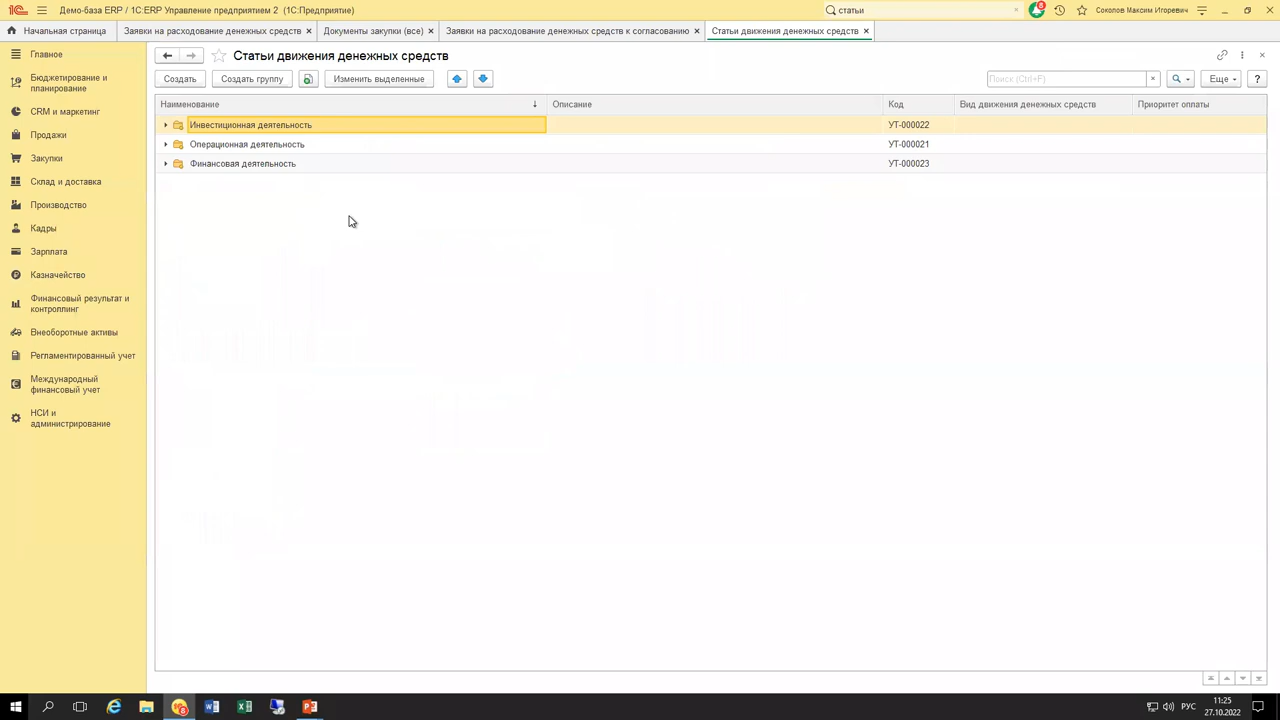 Демо-база ERP / 1С:ERP Управление предприятием 2 (1С:Предприятие)
статьи
8
Соколов Максим Игоревич
Начальная страница
Заявки на расходование денежных средств
Документы закупки (все)
Заявки на расходование денежных средств к согласованию
Статьи движения денежных средств
Главное
Бюджетирование и
планирование
CRM и маркетинг
Продажи
Закупки
Склад и доставка
Производство
Кадры
Зарплата
Казначейство
Финансовый результат и
контроллинг
Внеоборотные активы
Регламентированный учет
Международный
финансовый учет
НСИ и
администрирование
Статьи движения денежных средств
Создать
Создать группу
Изменить выделенные
Поиск (Ctrl+F)
Еще
?
Наименование
Описание
Код
Вид движения денежных средств
Приоритет оплаты
Инвестиционная деятельность
УТ-000022
Операционная деятельность
УТ-000021
Финансовая деятельность
УТ-000023
РУС
11:25
27.10.2022